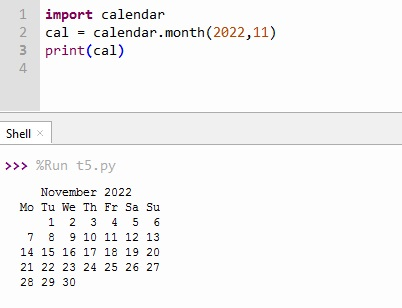 1 import calendar
2 cal = calendar.month(2022,11)
3 print(cal)
4
Shell ×
>>> %Run t5.py
   November 2022
Mo Tu We Th Fr Sa Su
    1  2  3  4  5  6
 7  8  9 10 11 12 13
14 15 16 17 18 19 20
21 22 23 24 25 26 27
28 29 30